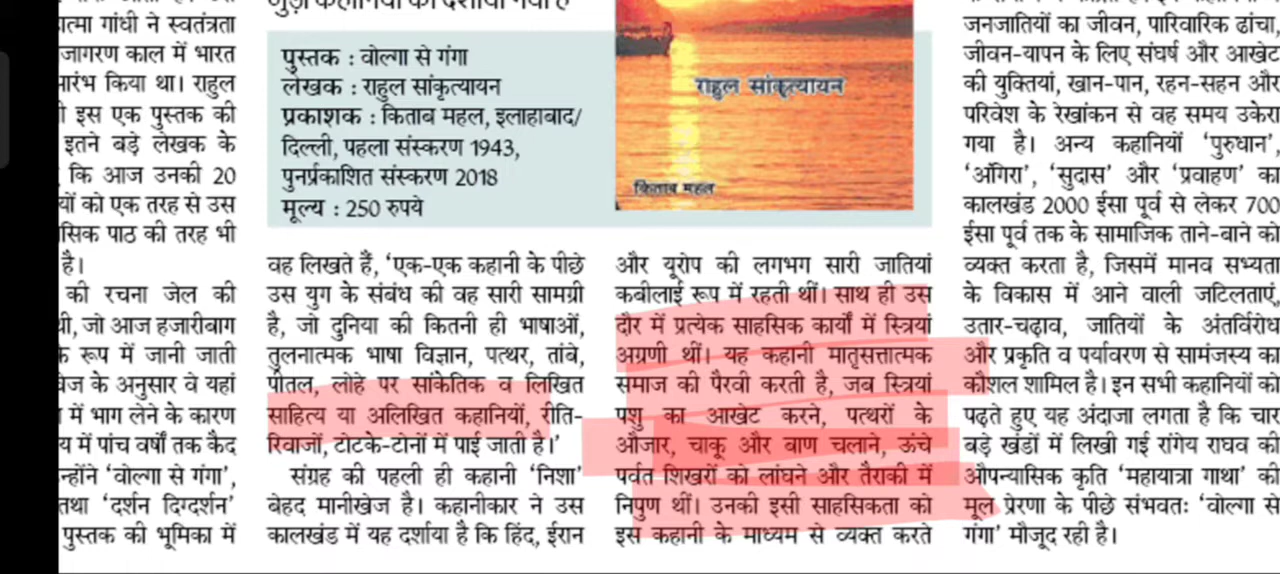 महात्मा गांधी ने स्वतंत्रता
जागरण काल में भारत
प्रारंभ किया था। राहुल
इस एक पुस्तक की
इतने बड़े लेखक के
कि आज उनकी 20
यों को एक तरह से उस
सिक पाठ की तरह भी
है।
की रचना जेल की
थी, जो आज हजारीबाग
के रूप में जानी जाती
वेज के अनुसार वे यहां
में भाग लेने के कारण
य में पांच वर्षों तक कैद
न्होंने ‘वोल्गा से गंगा’,
तथा ‘दर्शन दिग्दर्शन’
पुस्तक की भूमिका में
पुस्तक : वोल्गा से गंगा
लेखक : राहुल सांकृत्यायन
प्रकाशक : किताब महल, इलाहाबाद/
दिल्ली, पहला संस्करण 1943,
पुनर्प्रकाशित संस्करण 2018
मूल्य : 250 रुपये
राहुल सांकृत्यायन
किताब महल
वह लिखते हैं, ‘एक-एक कहानी के पीछे
उस युग के संबंध की वह सारी सामग्री
है, जो दुनिया की कितनी ही भाषाओं,
तुलनात्मक भाषा विज्ञान, पत्थर, तांबे,
पीतल, लोहे पर सांकेतिक व लिखित
साहित्य या अलिखित कहानियों, रीति-
रिवाजों, टोटके-टोनों में पाई जाती है।’
संग्रह की पहली ही कहानी ‘निशा’
बेहद मानीखेज है। कहानीकार ने उस
कालखंड में यह दर्शाया है कि हिंद, ईरान
और यूरोप की लगभग सारी जातियां
कबीलाई रूप में रहती थीं। साथ ही उस
दौर में प्रत्येक साहसिक कार्यों में स्त्रियां
अग्रणी थीं। यह कहानी मातृसत्तात्मक
समाज की पैरवी करती है, जब स्त्रियां
पशु का आखेट करने, पत्थरों के
औजार, चाकू और बाण चलाने, ऊंचे
पर्वत शिखरों को लांघने और तैराकी में
निपुण थीं। उनकी इसी साहसिकता को
इस कहानी के माध्यम से व्यक्त करते
जनजातियों का जीवन, पारिवारिक ढांचा,
जीवन-यापन के लिए संघर्ष और आखेट
की युक्तियां, खान-पान, रहन-सहन और
परिवेश के रेखांकन से वह समय उकेरा
गया है। अन्य कहानियों ‘पुरुधान’,
‘अंगिरा’, ‘सुदास’ और ‘प्रवाहण’ का
कालखंड 2000 ईसा पूर्व से लेकर 700
ईसा पूर्व तक के सामाजिक ताने-बाने को
व्यक्त करता है, जिसमें मानव सभ्यता
के विकास में आने वाली जटिलताएं,
उतार-चढ़ाव, जातियों के अंतर्विरोध
और प्रकृति व पर्यावरण से सामंजस्य का
कौशल शामिल है। इन सभी कहानियों को
पढ़ते हुए यह अंदाजा लगता है कि चार
बड़े खंडों में लिखी गई रांगेय राघव की
औपन्यासिक कृति ‘महायात्रा गाथा’ की
मूल प्रेरणा के पीछे संभवतः ‘वोल्गा से
गंगा’ मौजूद रही है।